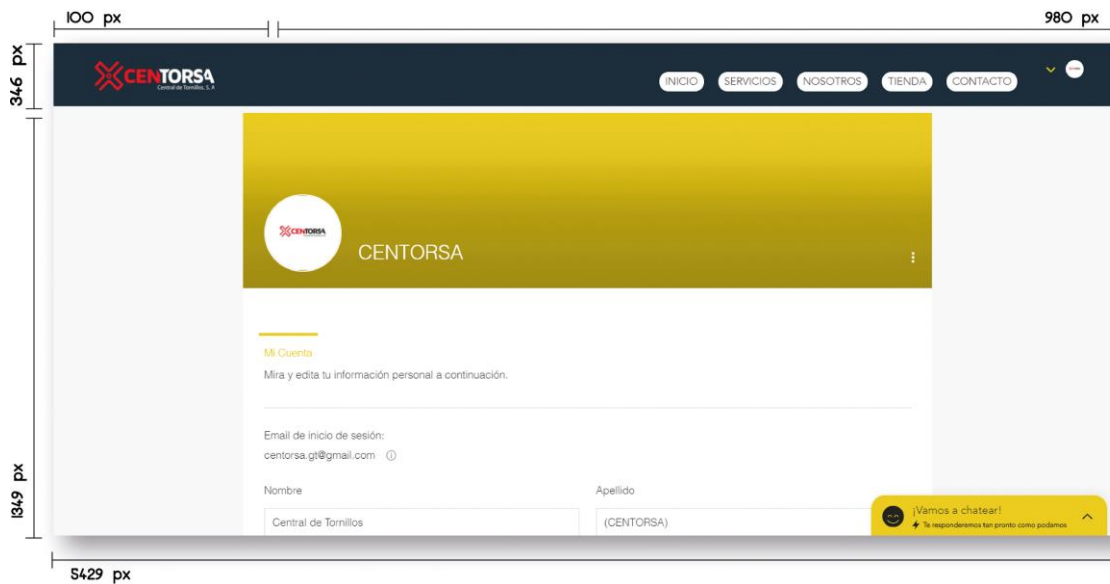 100 px
980 px
346 px
CENTORSA
Central de Tornillos, S. A
INICIO
SERVICIOS
NOSOTROS
TIENDA
CONTACTO
CENTORSA
CENTORSA
Mi Cuenta
Mira y edita tu información personal a continuación.
Email de inicio de sesión:
centorsa.gt@gmail.com
Nombre
Apellido
Central de Tornillos
(CENTORSA)
¡Vamos a chatear!
Te responderemos tan pronto como podamos
1349 px
5429 px